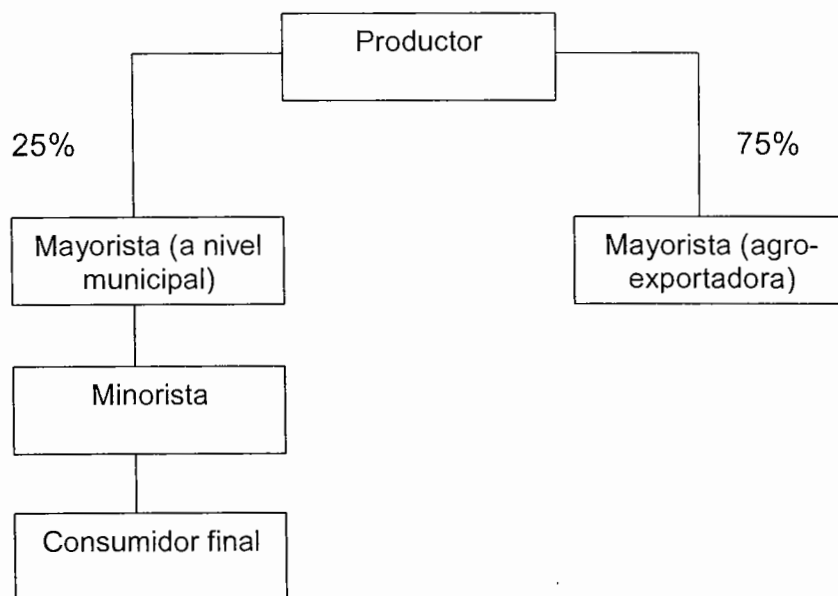 Productor
25%
75%
Mayorista (a nivel
municipal)
Mayorista (agro-
exportadora)
Minorista
Consumidor final